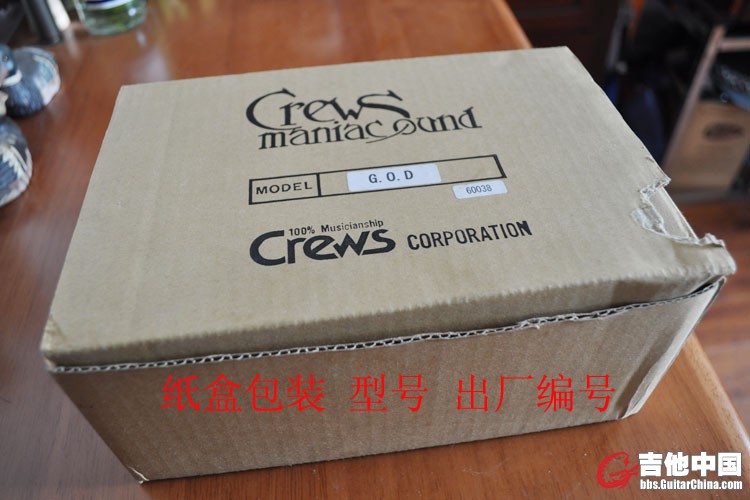 Crews
maniac sound
MODEL G.O.D
60038
100% Musicianship
Crews CORPORATION
纸盒包装 型号 出厂编号
吉他中国
bbs.GuitarChina.com